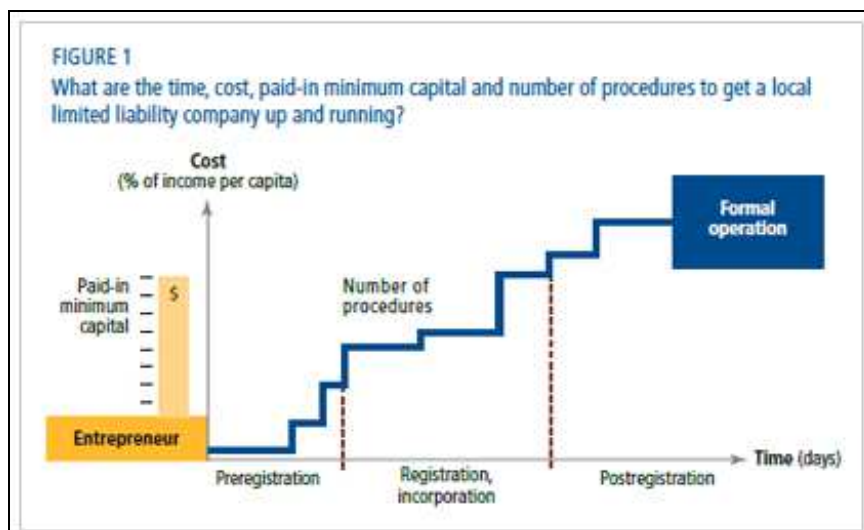 FIGURE 1
What are the time, cost, paid-in minimum capital and number of procedures to get a local
limited liability company up and running?
Cost
(% of income per capita)
Formal
operation
Paid-in
minimum
capital
$
Number of
procedures
Entrepreneur
Time (days)
Preregistration
Registration,
incorporation
Postregistration